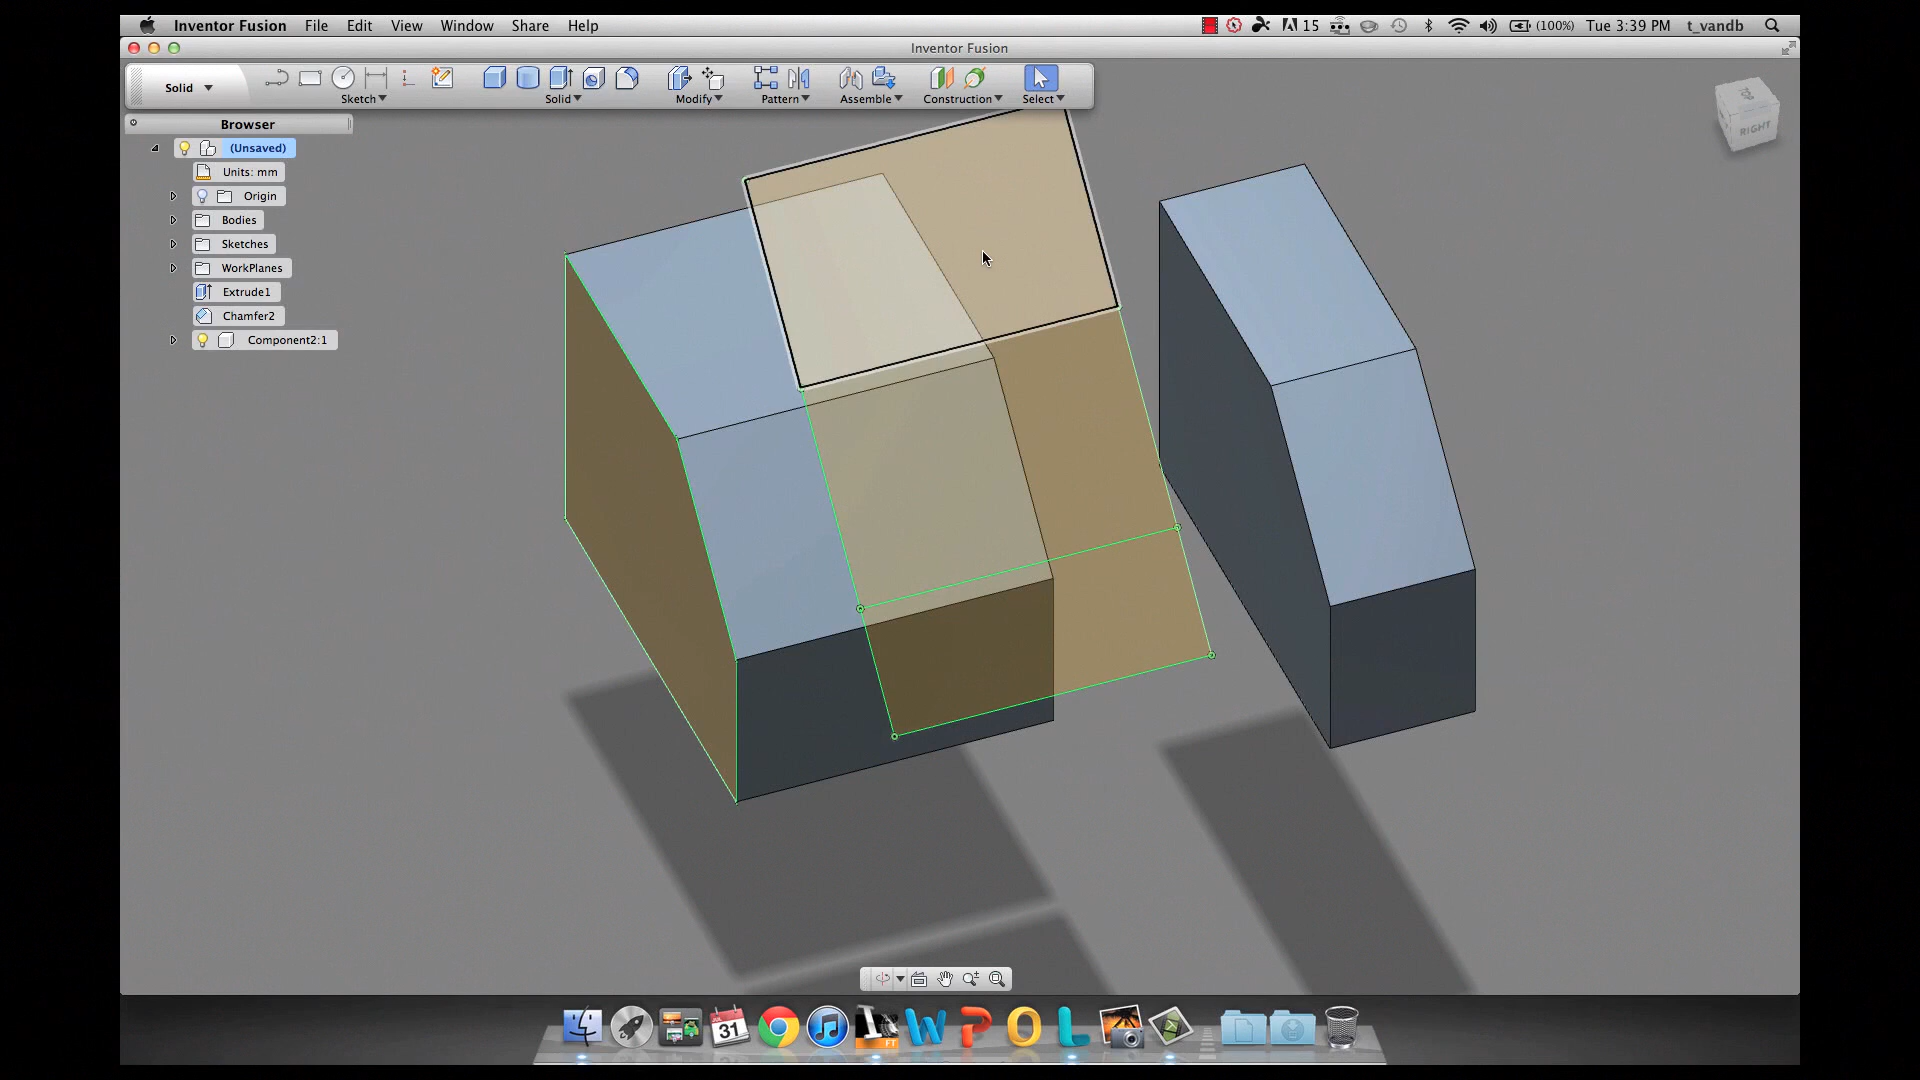 Inventor Fusion File Edit View Window Share Help 15 (100%) Tue 3:39 PM t_vandb
Inventor Fusion
Solid
Sketch Solid Modify Pattern Assemble Construction Select
Browser
(Unsaved)
Units: mm
Origin
Bodies
Sketches
WorkPlanes
Extrude1
Chamfer2
Component2:1
RIGHT
31
FT
W P O L